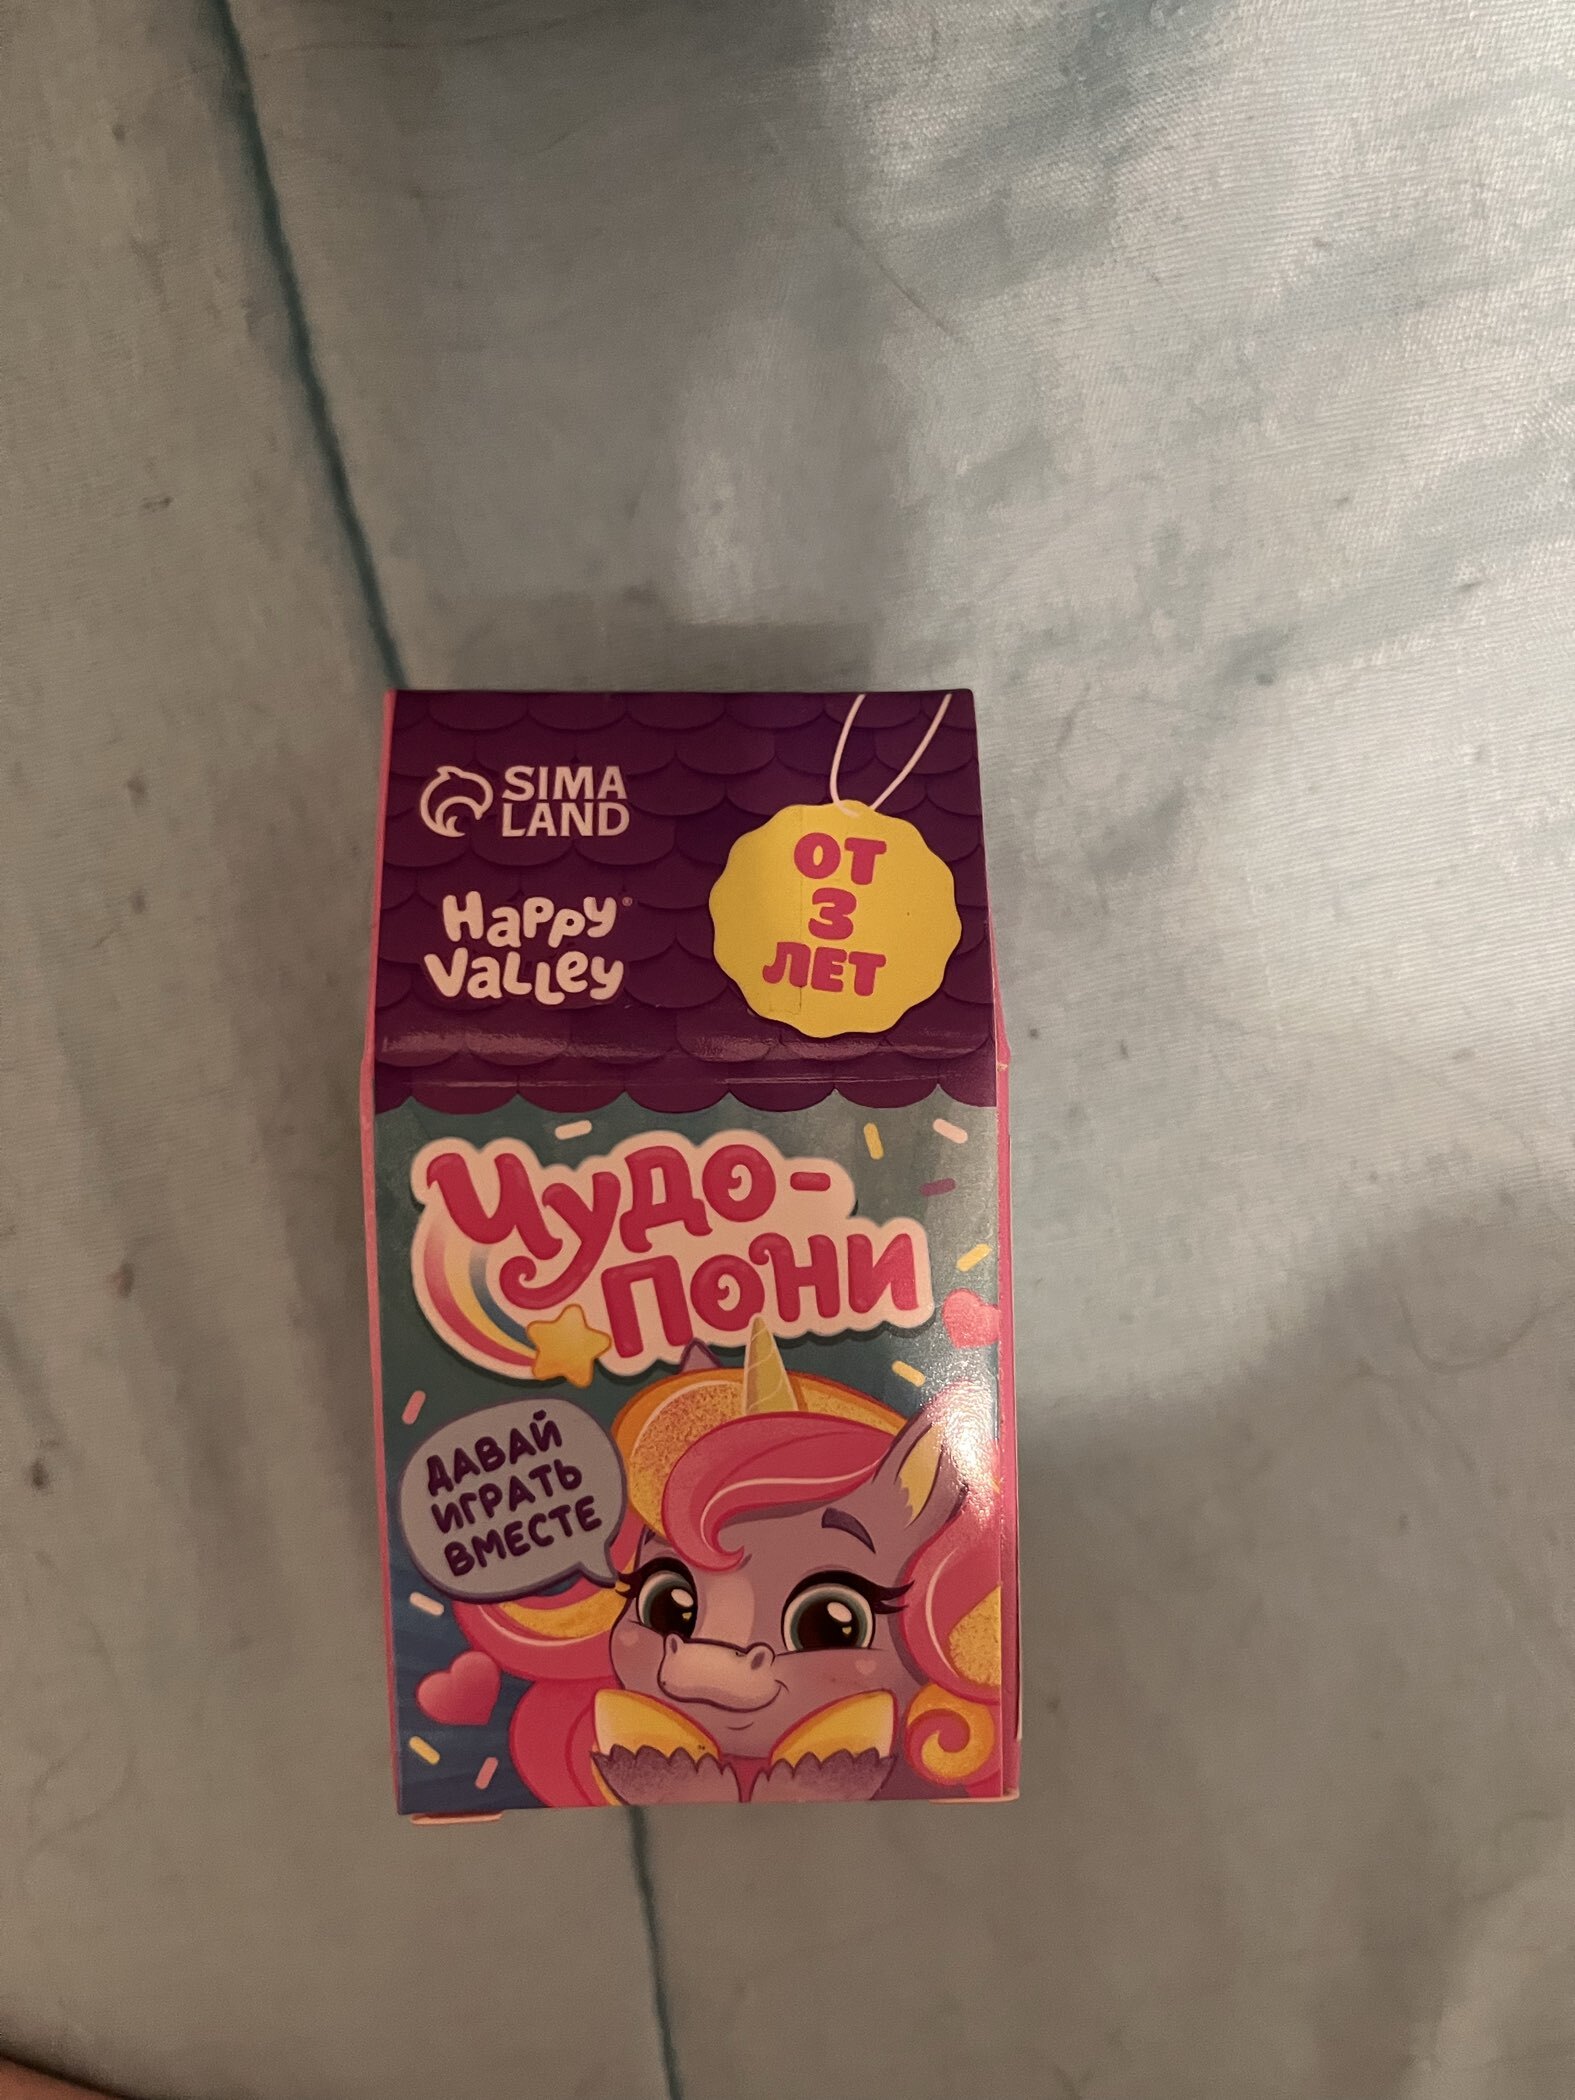 SIMA
LAND
Happy®
Valley
ОТ
3
ЛЕТ
Чудо-
пони
ДАВАЙ
ИГРАТЬ
ВМЕСТЕ